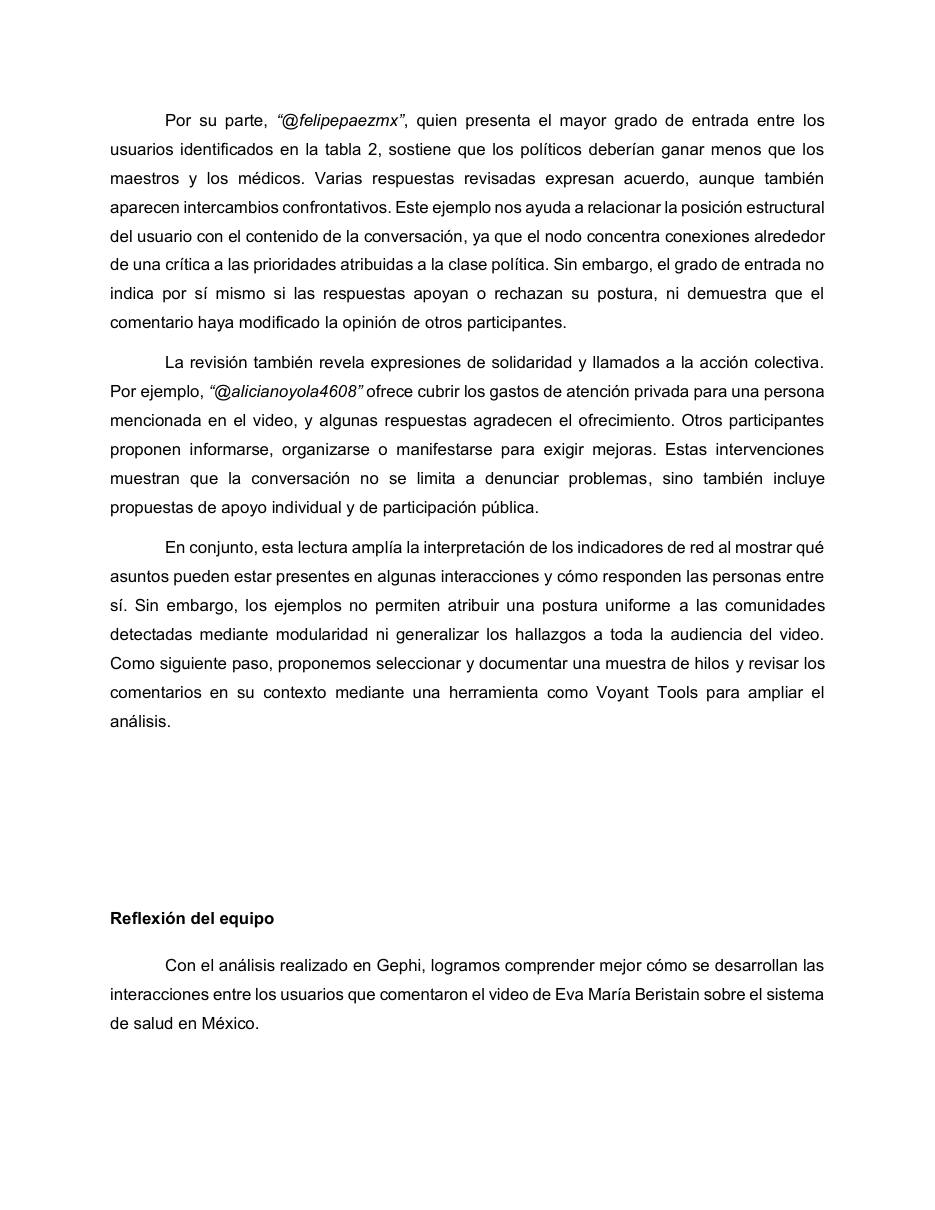 Por su parte, “@felipepaezmx”, quien presenta el mayor grado de entrada entre los
usuarios identificados en la tabla 2, sostiene que los políticos deberían ganar menos que los
maestros y los médicos. Varias respuestas revisadas expresan acuerdo, aunque también
aparecen intercambios confrontativos. Este ejemplo nos ayuda a relacionar la posición estructural
del usuario con el contenido de la conversación, ya que el nodo concentra conexiones alrededor
de una crítica a las prioridades atribuidas a la clase política. Sin embargo, el grado de entrada no
indica por sí mismo si las respuestas apoyan o rechazan su postura, ni demuestra que el
comentario haya modificado la opinión de otros participantes.
La revisión también revela expresiones de solidaridad y llamados a la acción colectiva.
Por ejemplo, “@alicianoyola4608” ofrece cubrir los gastos de atención privada para una persona
mencionada en el video, y algunas respuestas agradecen el ofrecimiento. Otros participantes
proponen informarse, organizarse o manifestarse para exigir mejoras. Estas intervenciones
muestran que la conversación no se limita a denunciar problemas, sino también incluye
propuestas de apoyo individual y de participación pública.
En conjunto, esta lectura amplía la interpretación de los indicadores de red al mostrar qué
asuntos pueden estar presentes en algunas interacciones y cómo responden las personas entre
sí. Sin embargo, los ejemplos no permiten atribuir una postura uniforme a las comunidades
detectadas mediante modularidad ni generalizar los hallazgos a toda la audiencia del video.
Como siguiente paso, proponemos seleccionar y documentar una muestra de hilos y revisar los
comentarios en su contexto mediante una herramienta como Voyant Tools para ampliar el
análisis.
Reflexión del equipo
Con el análisis realizado en Gephi, logramos comprender mejor cómo se desarrollan las
interacciones entre los usuarios que comentaron el video de Eva María Beristain sobre el sistema
de salud en México.